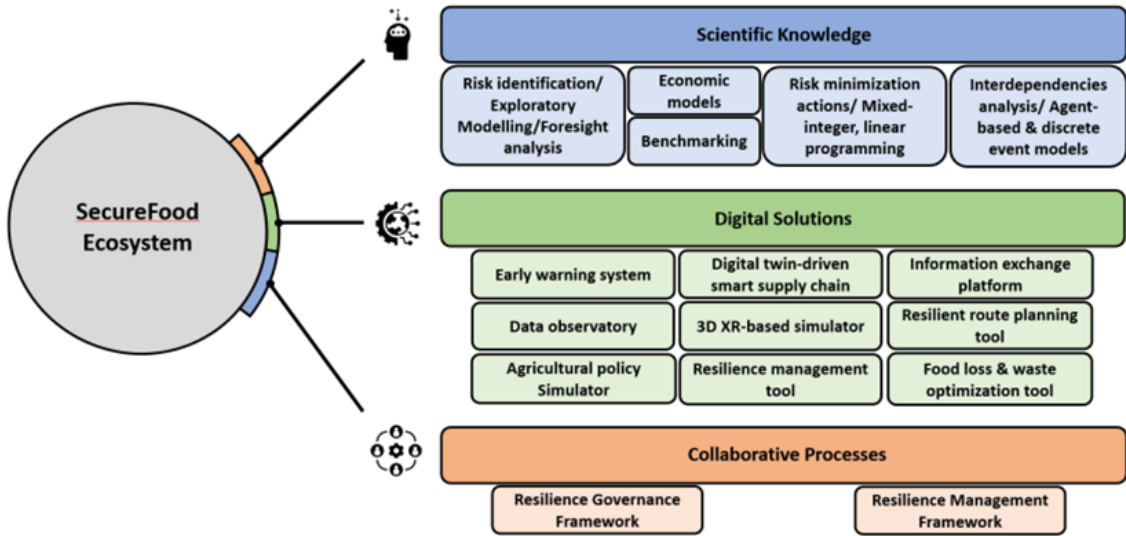 SecureFood
Ecosystem
Scientific Knowledge
Risk identification/
Exploratory
Modelling/Foresight
analysis
Economic
models
Benchmarking
Risk minimization
actions/ Mixed-
integer, linear
programming
Interdependencies
analysis/ Agent-
based & discrete
event models
Digital Solutions
Early warning system
Digital twin-driven
smart supply chain
Information exchange
platform
Data observatory
3D XR-based simulator
Resilient route planning
tool
Agricultural policy
Simulator
Resilience management
tool
Food loss & waste
optimization tool
Collaborative Processes
Resilience Governance
Framework
Resilience Management
Framework